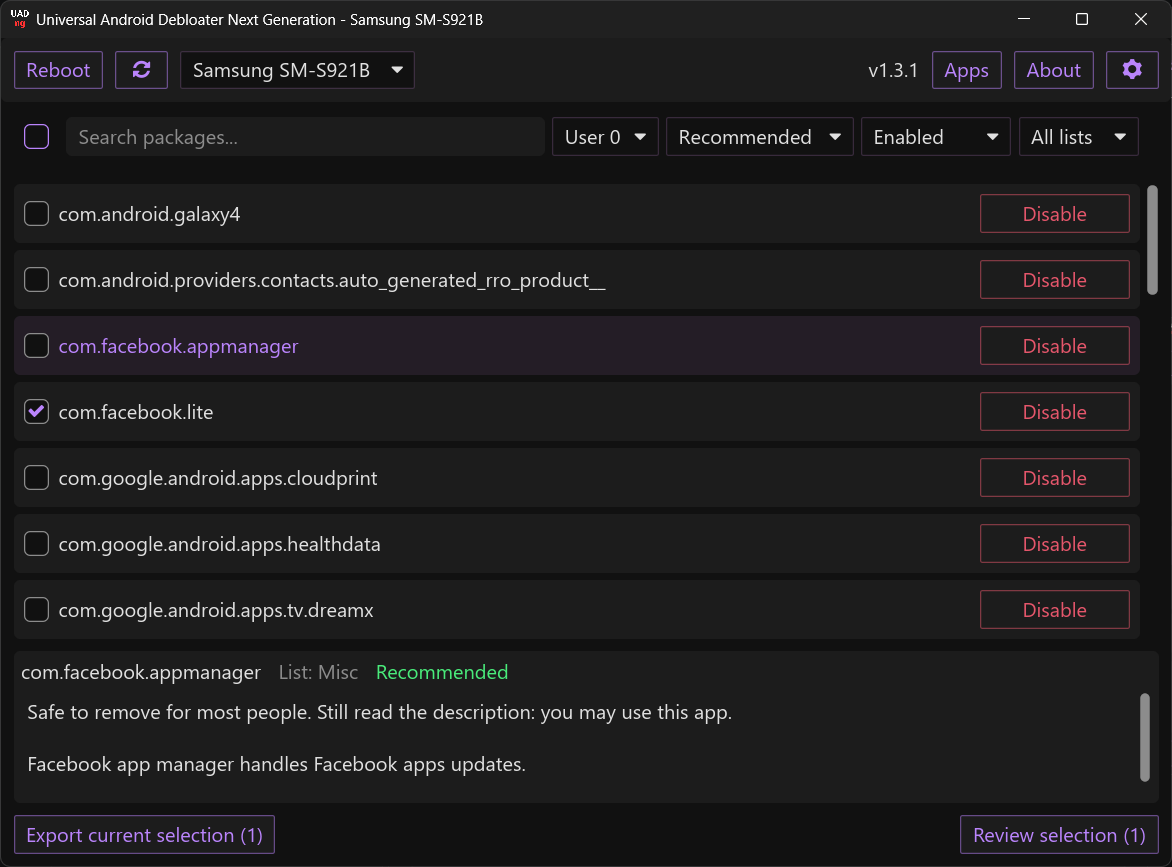 UAD
ng
Universal Android Debloater Next Generation - Samsung SM-S921B
Reboot
Samsung SM-S921B
v1.3.1
Apps
About
Search packages...
User 0
Recommended
Enabled
All lists
com.android.galaxy4
Disable
com.android.providers.contacts.auto_generated_rro_product__
Disable
com.facebook.appmanager
Disable
com.facebook.lite
Disable
com.google.android.apps.cloudprint
Disable
com.google.android.apps.healthdata
Disable
com.google.android.apps.tv.dreamx
Disable
com.facebook.appmanager List: Misc Recommended
Safe to remove for most people. Still read the description: you may use this app.
Facebook app manager handles Facebook apps updates.
Export current selection (1)
Review selection (1)